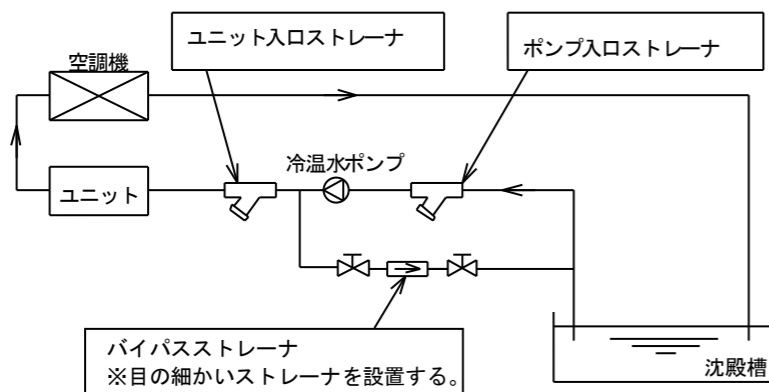 ユニット入口ストレーナ
ポンプ入口ストレーナ
空調機
冷温水ポンプ
ユニット
バイパスストレーナ
※目の細かいストレーナを設置する。
沈殿槽